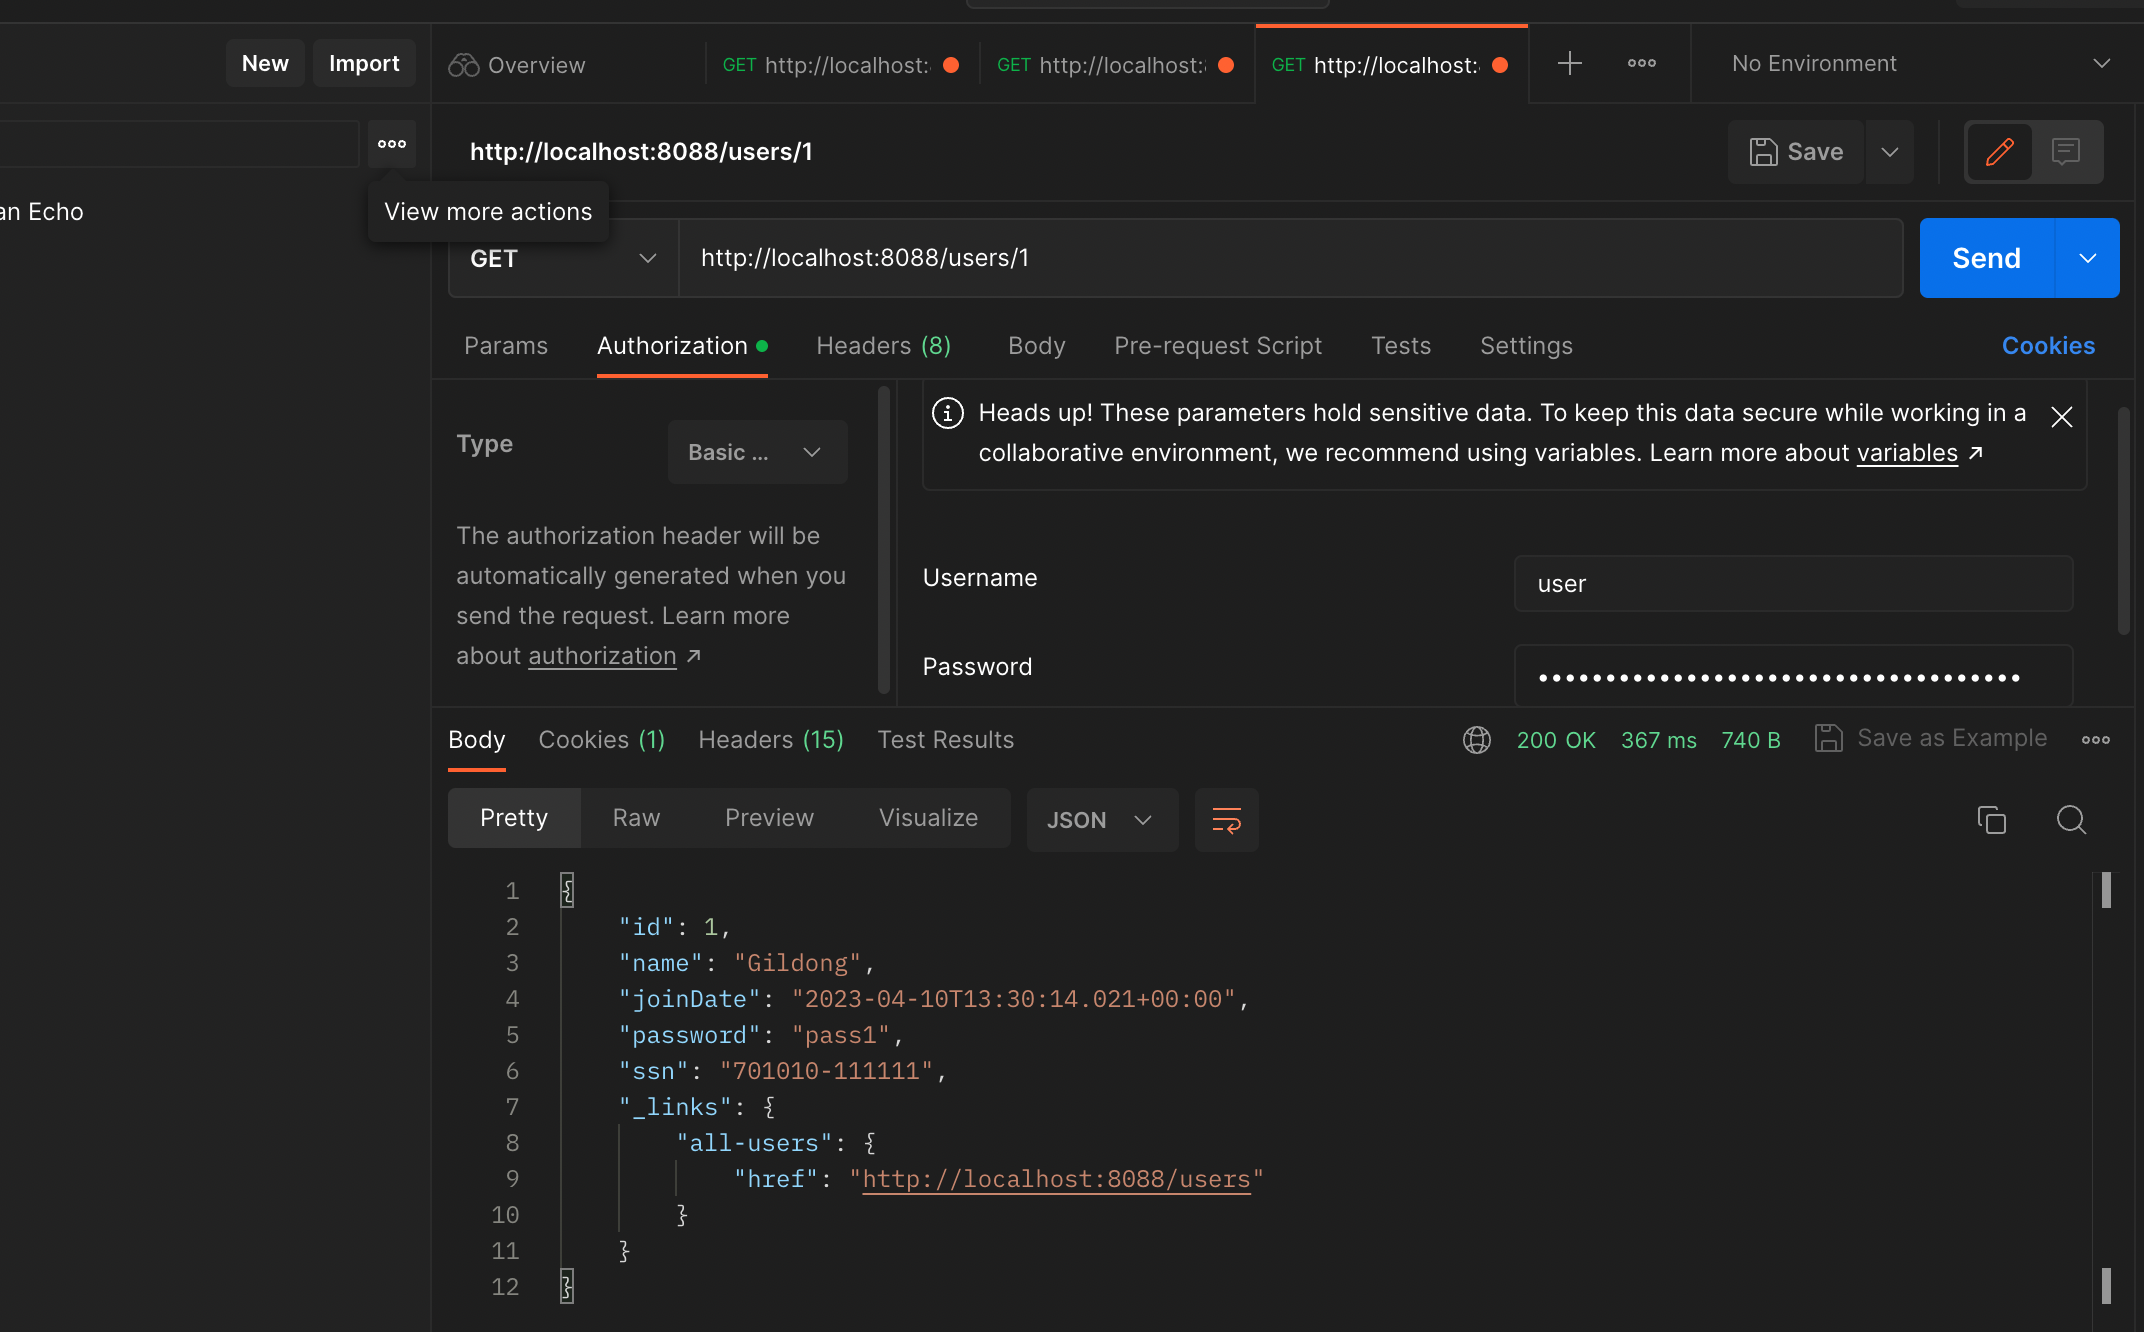 New Import Overview GET http://localhost: GET http://localhost: GET http://localhost: No Environment
http://localhost:8088/users/1 Save
an Echo
View more actions
GET http://localhost:8088/users/1 Send
Params Authorization Headers (8) Body Pre-request Script Tests Settings Cookies
Heads up! These parameters hold sensitive data. To keep this data secure while working in a
collaborative environment, we recommend using variables. Learn more about variables ↗
Type Basic ...
The authorization header will be
automatically generated when you
send the request. Learn more
about authorization ↗
Username user
Password ••••••••••••••••••••••••••••••••••••
Body Cookies (1) Headers (15) Test Results 200 OK 367 ms 740 B Save as Example
Pretty Raw Preview Visualize JSON
1 {
2 "id": 1,
3 "name": "Gildong",
4 "joinDate": "2023-04-10T13:30:14.021+00:00",
5 "password": "pass1",
6 "ssn": "701010-111111",
7 "_links": {
8 "all-users": {
9 "href": "http://localhost:8088/users"
10 }
11 }
12 }